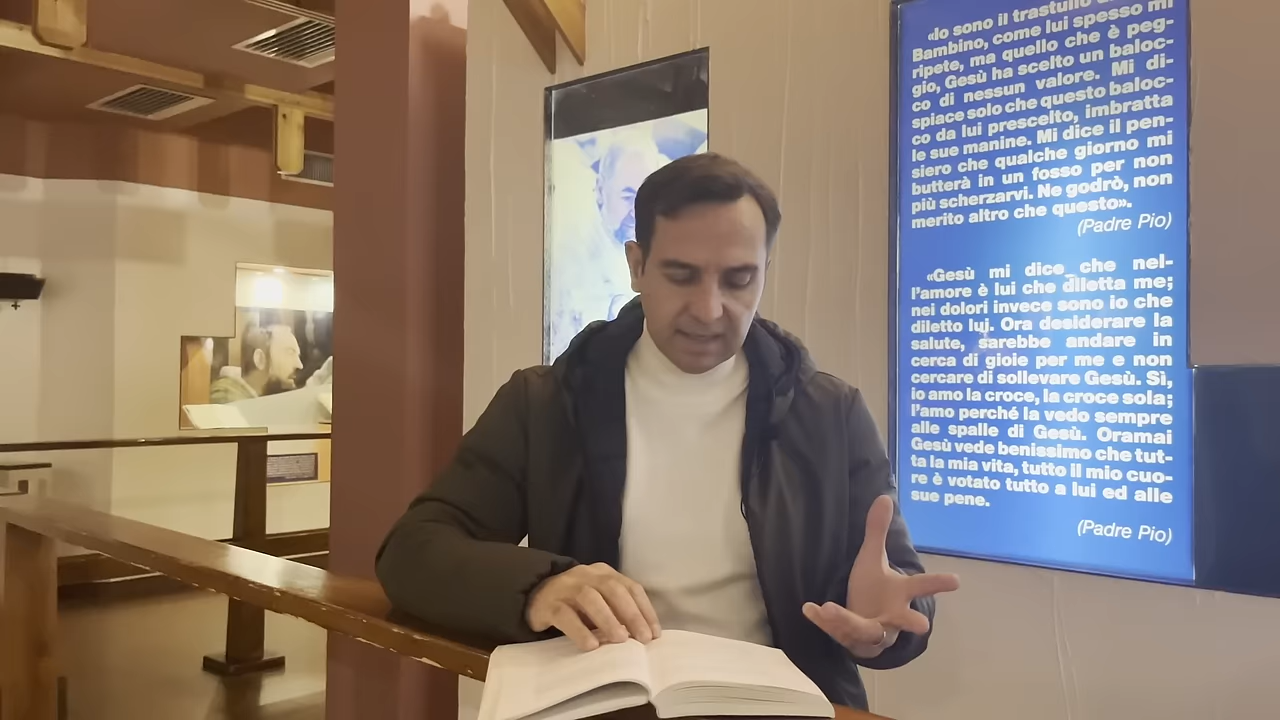 «Io sono il trastullo
Bambino, come lui spesso mi
ripete, ma quello che è peg-
gio, Gesù ha scelto un baloc-
co di nessun valore. Mi di-
spiace solo che questo baloc-
co da lui prescelto, imbratta
le sue manine. Mi dice il pen-
siero che qualche giorno mi
butterà in un fosso per non
più scherzarvi. Ne godrò, non
merito altro che questo».
(Padre Pio)
«Gesù mi dice che nel-
l'amore è lui che diletta me;
nei dolori invece sono io che
diletto lui. Ora desiderare la
salute, sarebbe andare in
cerca di gioie per me e non
cercare di sollevare Gesù. Sì,
io amo la croce, la croce sola;
l'amo perché la vedo sempre
alle spalle di Gesù. Oramai
Gesù vede benissimo che tut-
ta la mia vita, tutto il mio cuo-
re è votato tutto a lui ed alle
sue pene.
(Padre Pio)